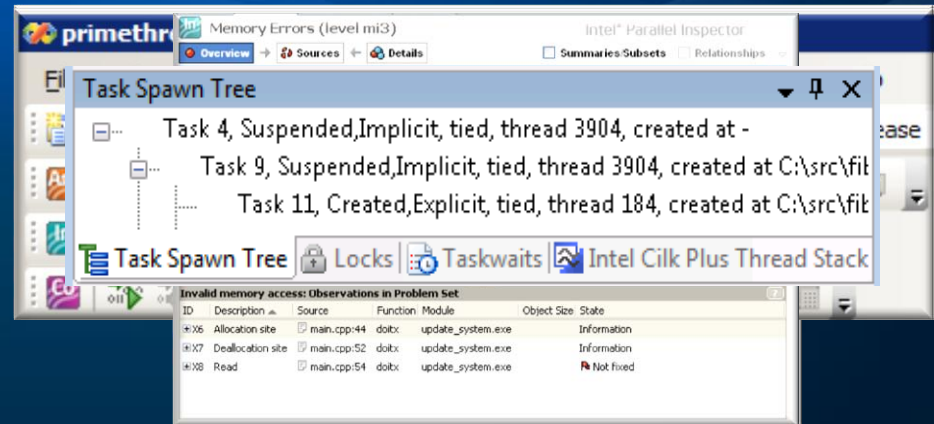 primethr
Memory Errors (level mi3)
Intel® Parallel Inspector
Overview
Sources
Details
Summaries/Subsets
Relationships
Fil
Task Spawn Tree
ease
Task 4, Suspended,Implicit, tied, thread 3904, created at -
Task 9, Suspended,Implicit, tied, thread 3904, created at C:\src\fib
Task 11, Created,Explicit, tied, thread 184, created at C:\src\fib
Task Spawn Tree
Locks
Taskwaits
Intel Cilk Plus Thread Stack
Invalid memory access: Observations in Problem Set
ID Description Source Function Module Object Size State
X6 Allocation site main.cpp:44 doitx update_system.exe Information
X7 Deallocation site main.cpp:52 doitx update_system.exe Information
X8 Read main.cpp:54 doitx update_system.exe Not fixed